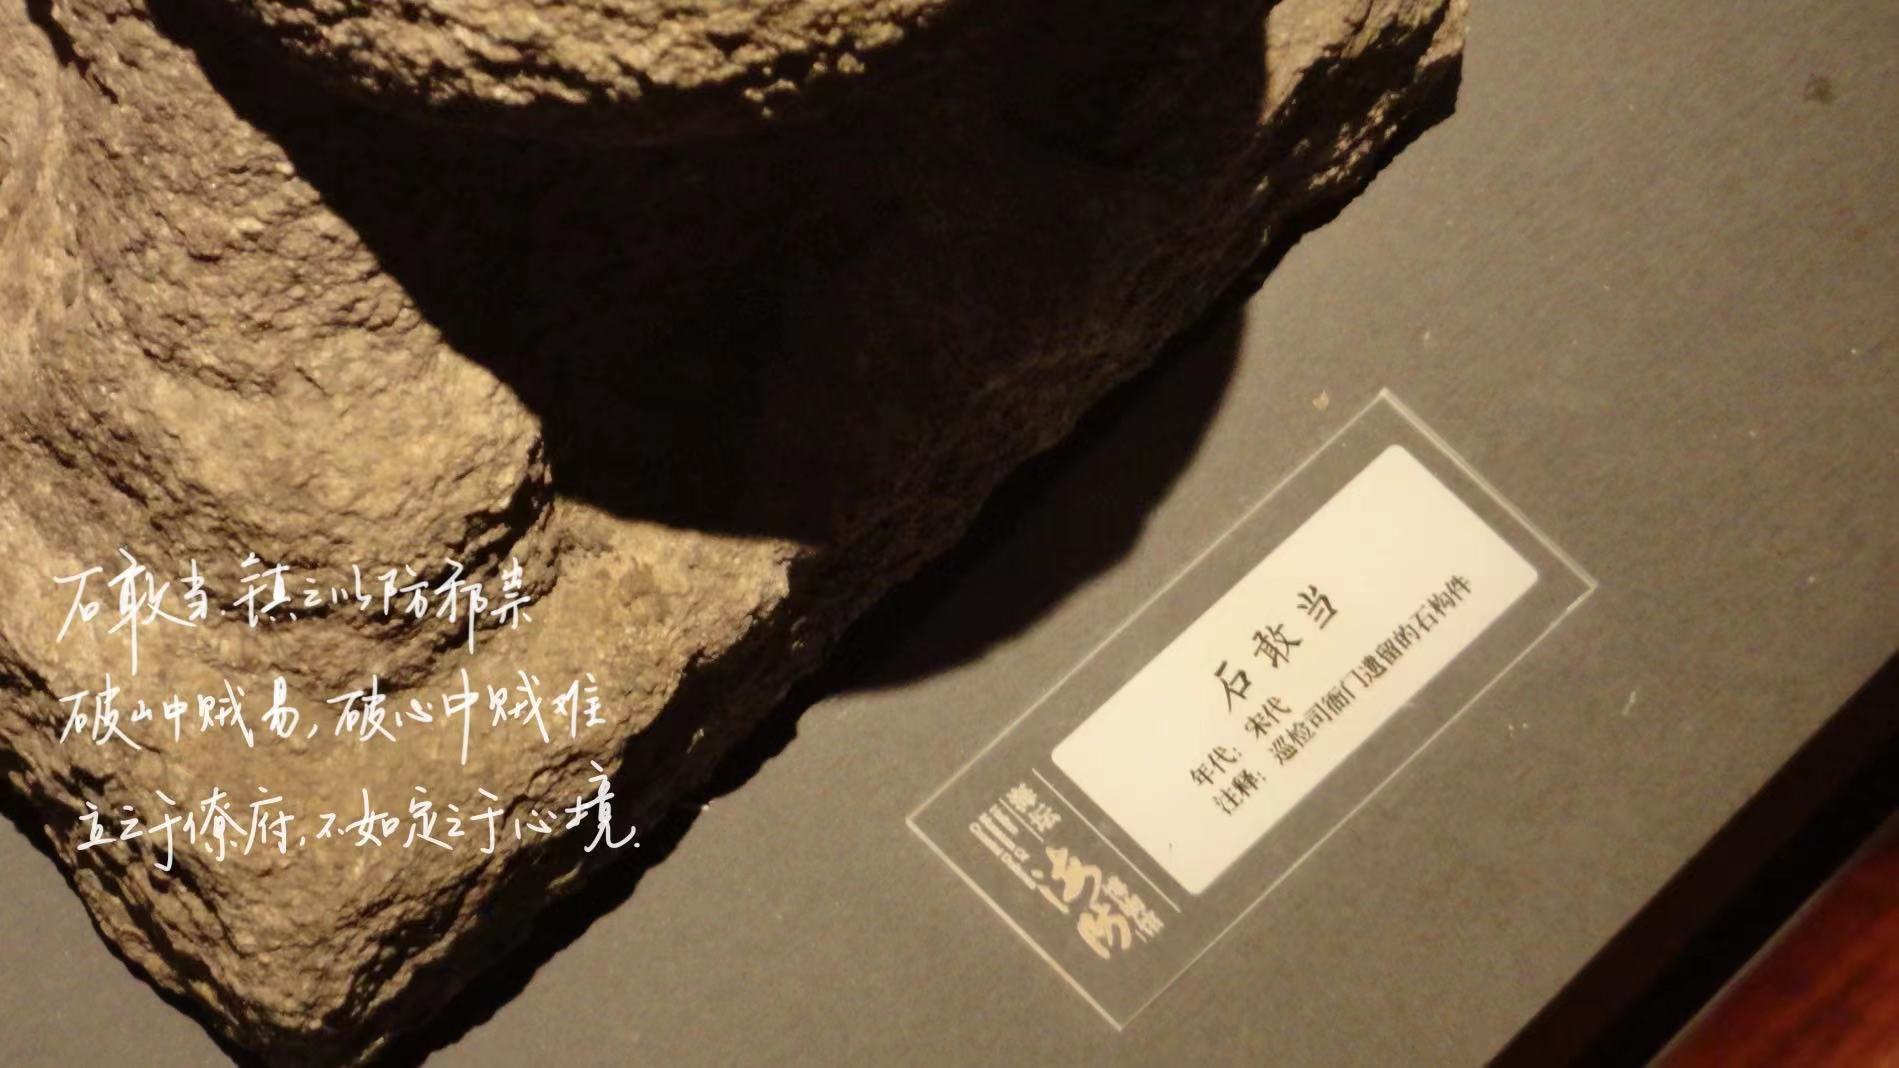 石敢当.镇之以防邪祟
破山中贼易,破心中贼难
立之于僚府,不如定之于心境.
石敢当
年代：宋代
注释：巡检司衙门遗留的石构件
海防